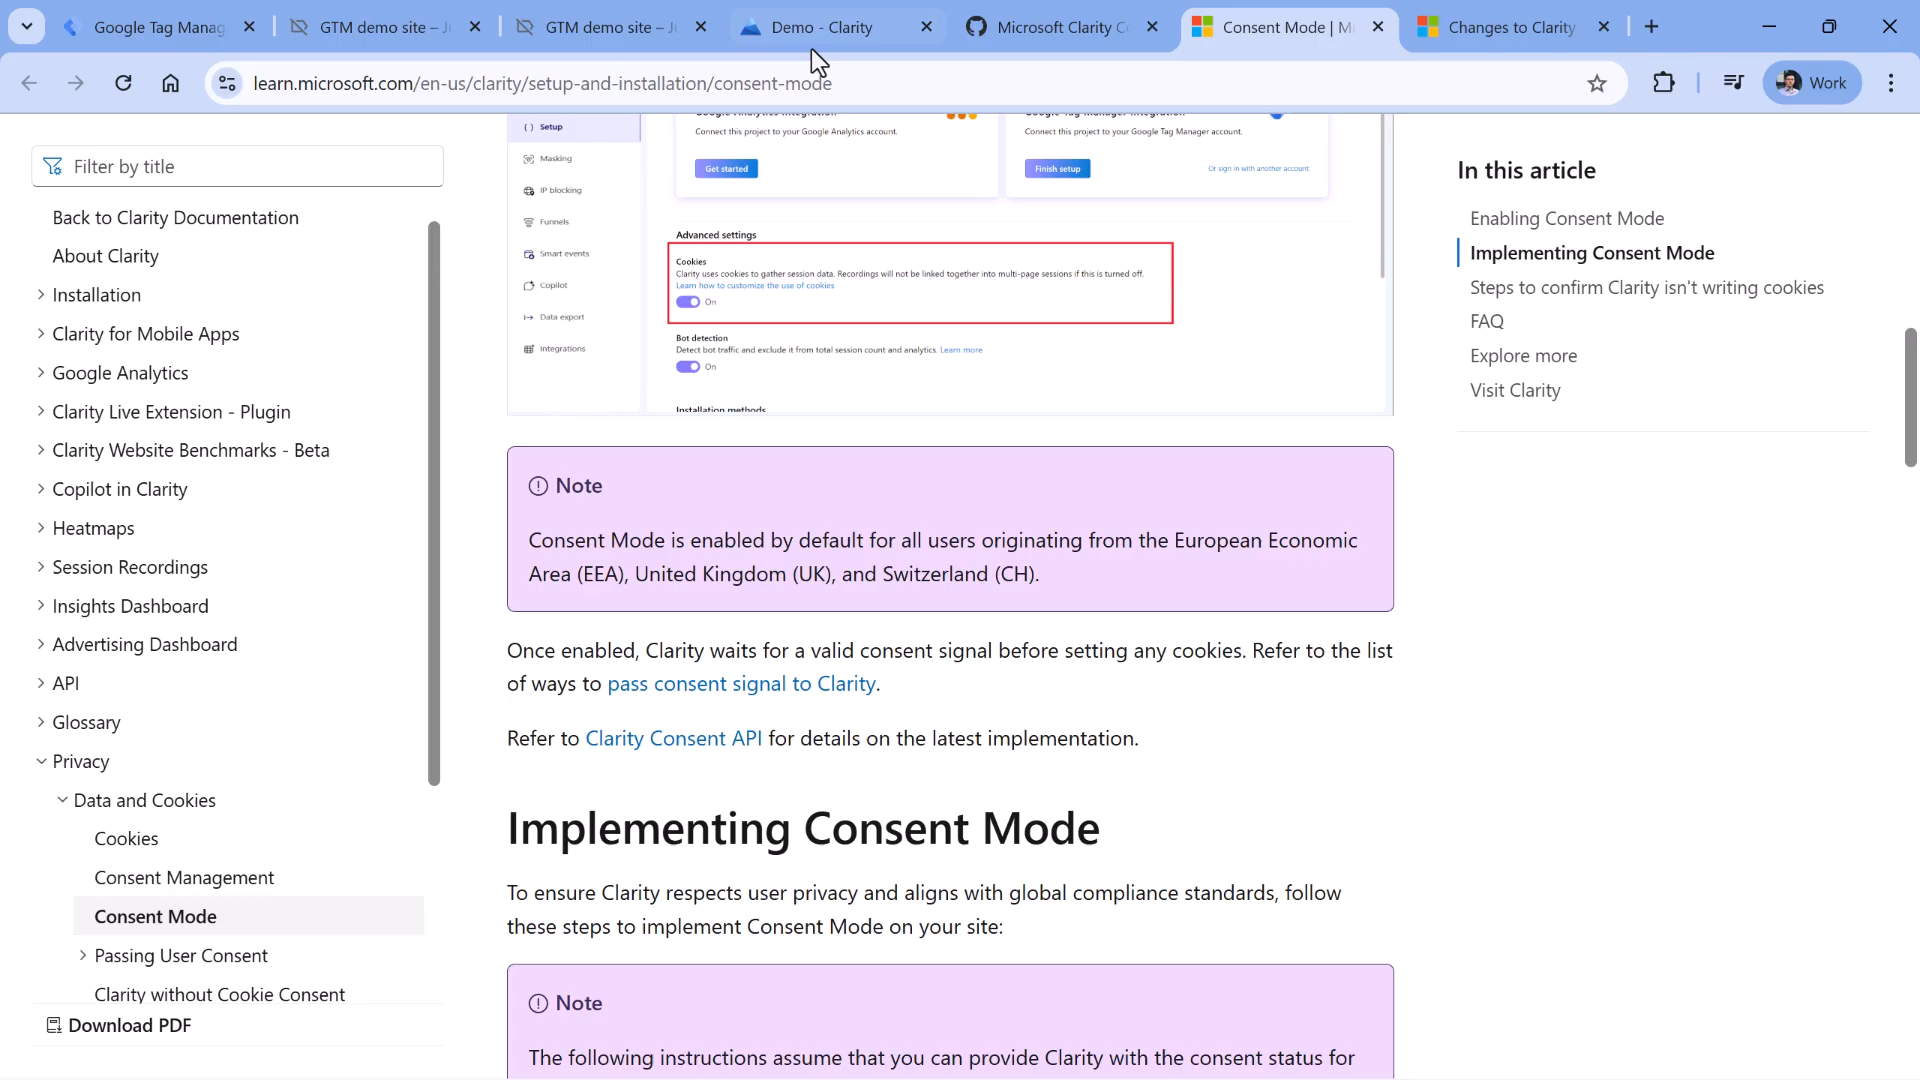 Google Tag Manag
GTM demo site – Ju
GTM demo site – Ju
Demo - Clarity
Microsoft Clarity Co
Consent Mode | Mi
Changes to Clarity
learn.microsoft.com/en-us/clarity/setup-and-installation/consent-mode
Work
Filter by title
Back to Clarity Documentation
About Clarity
Installation
Clarity for Mobile Apps
Google Analytics
Clarity Live Extension - Plugin
Clarity Website Benchmarks - Beta
Copilot in Clarity
Heatmaps
Session Recordings
Insights Dashboard
Advertising Dashboard
API
Glossary
Privacy
Data and Cookies
Cookies
Consent Management
Consent Mode
Passing User Consent
Clarity without Cookie Consent
Download PDF
Setup
Masking
IP blocking
Funnels
Smart events
Copilot
Data export
Integrations
Google Analytics integration
Connect this project to your Google Analytics account.
Get started
Google Tag Manager integration
Connect this project to your Google Tag Manager account.
Finish setup
Or sign in with another account
Advanced settings
Cookies
Clarity uses cookies to gather session data. Recordings will not be linked together into multi-page sessions if this is turned off.
Learn how to customize the use of cookies
On
Bot detection
Detect bot traffic and exclude it from total session count and analytics. Learn more
On
Installation methods
Note
Consent Mode is enabled by default for all users originating from the European Economic
Area (EEA), United Kingdom (UK), and Switzerland (CH).
Once enabled, Clarity waits for a valid consent signal before setting any cookies. Refer to the list
of ways to pass consent signal to Clarity.
Refer to Clarity Consent API for details on the latest implementation.
Implementing Consent Mode
To ensure Clarity respects user privacy and aligns with global compliance standards, follow
these steps to implement Consent Mode on your site:
Note
The following instructions assume that you can provide Clarity with the consent status for
In this article
Enabling Consent Mode
Implementing Consent Mode
Steps to confirm Clarity isn't writing cookies
FAQ
Explore more
Visit Clarity